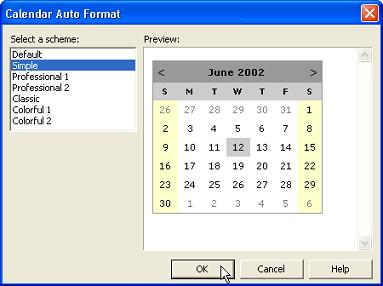 Calendar Auto Format
Select a scheme:
Default
Simple
Professional 1
Professional 2
Classic
Colorful 1
Colorful 2
Preview:
< June 2002 >
S M T W T F S
26 27 28 29 30 31 1
2 3 4 5 6 7 8
9 10 11 12 13 14 15
16 17 18 19 20 21 22
23 24 25 26 27 28 29
30 1 2 3 4 5 6
OK Cancel Help